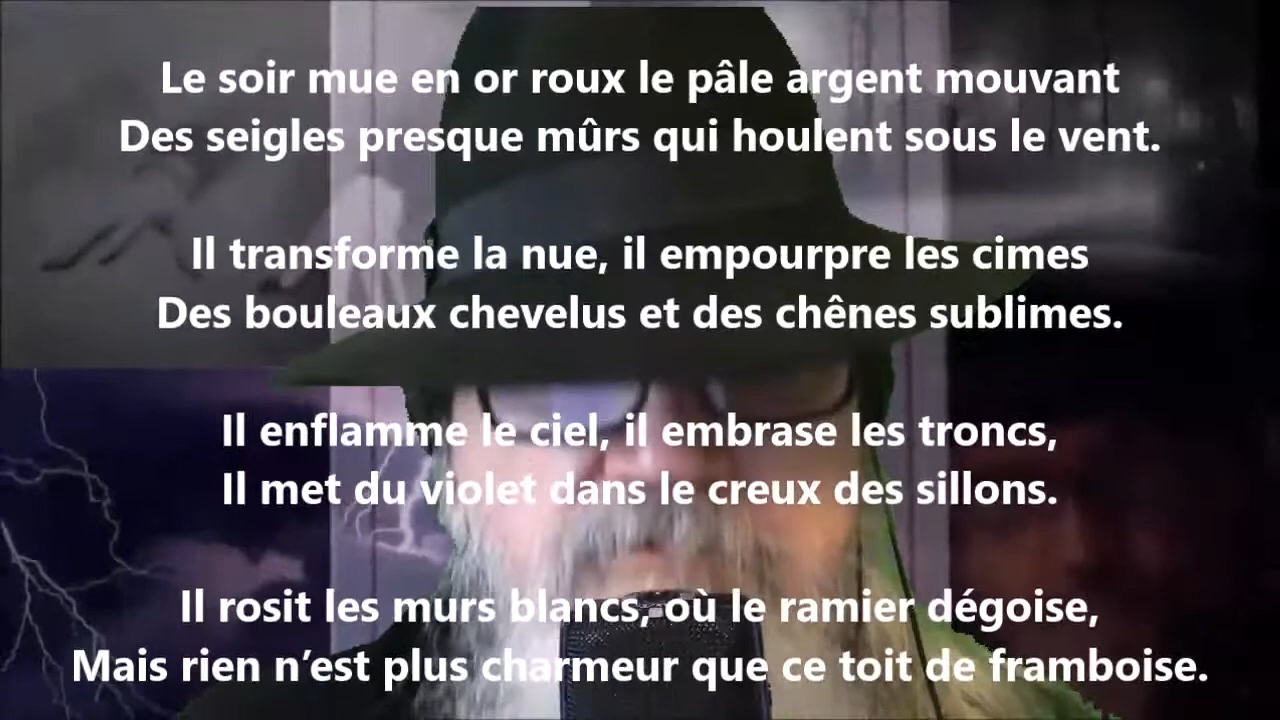 Le soir mue en or roux le pâle argent mouvant
Des seigles presque mûrs qui houlent sous le vent.
Il transforme la nue, il empourpre les cimes
Des bouleaux chevelus et des chênes sublimes.
Il enflamme le ciel, il embrase les troncs,
Il met du violet dans le creux des sillons.
Il rosit les murs blancs, où le ramier dégoise,
Mais rien n’est plus charmeur que ce toit de framboise.